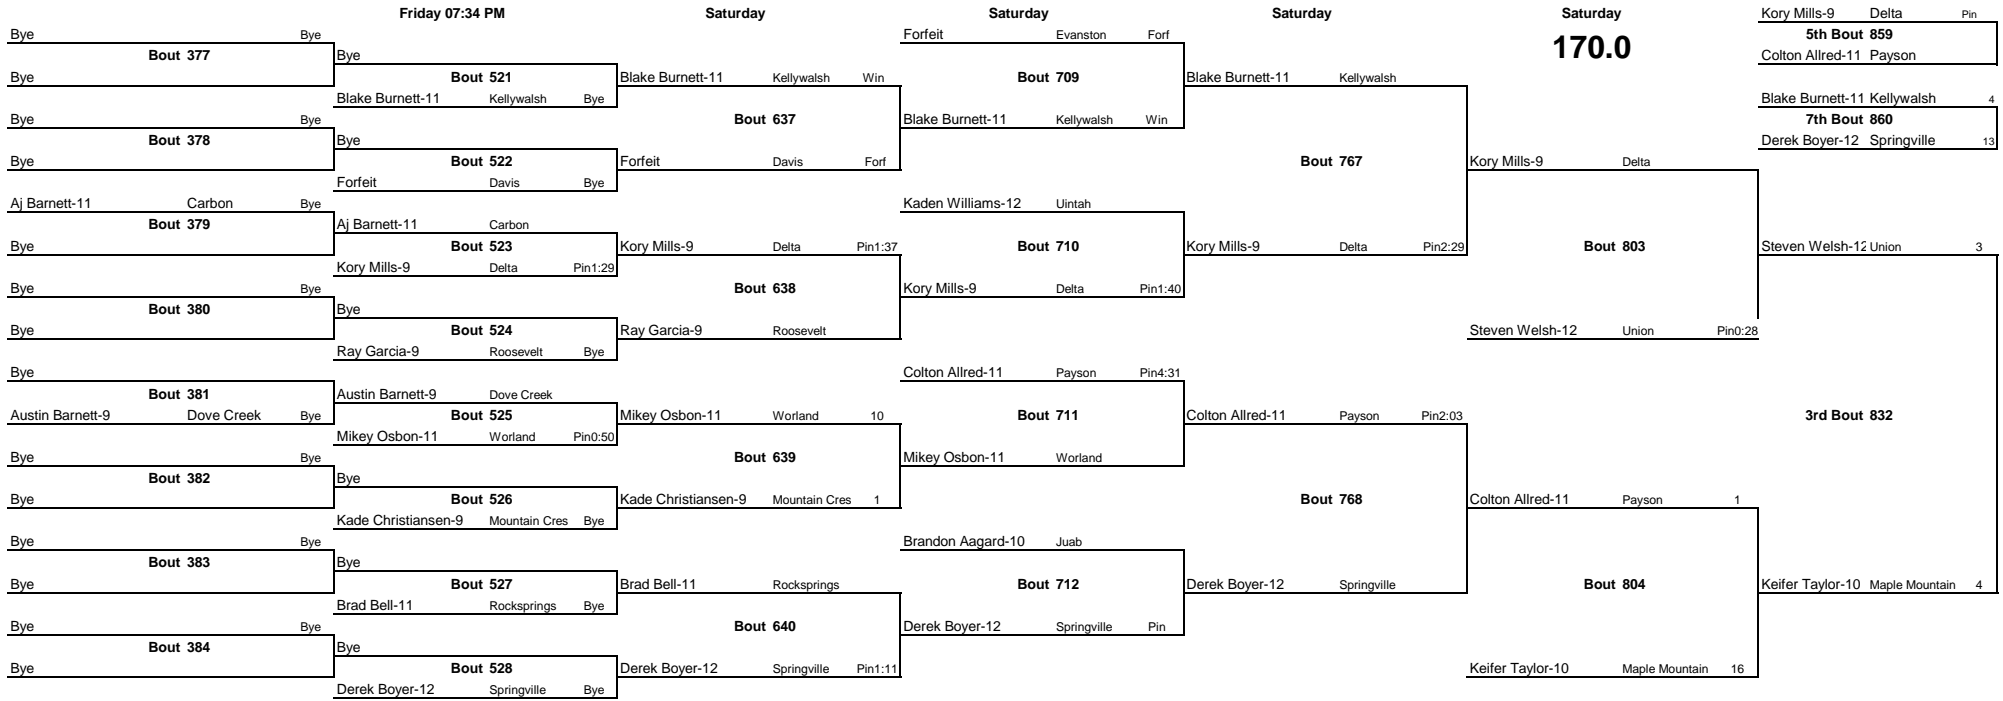 Friday 07:34 PM Saturday Saturday Saturday Saturday Kory Mills-9 Delta Pin
Bye Bye Forfeit Evanston Forf 5th Bout 859
170.0
Bout 377 Bye Colton Allred-11 Payson
Bye Bout 521 Blake Burnett-11 Kellywalsh Win Bout 709 Blake Burnett-11 Kellywalsh
Blake Burnett-11 Kellywalsh Bye Blake Burnett-11 Kellywalsh 4
Bye Bye Bout 637 Blake Burnett-11 Kellywalsh Win 7th Bout 860
Bout 378 Bye Derek Boyer-12 Springville 13
Bye Bout 522 Forfeit Davis Forf Bout 767 Kory Mills-9 Delta
Forfeit Davis Bye
Aj Barnett-11 Carbon Bye Kaden Williams-12 Uintah
Bout 379 Aj Barnett-11 Carbon
Bye Bout 523 Kory Mills-9 Delta Pin1:37 Bout 710 Kory Mills-9 Delta Pin2:29 Bout 803 Steven Welsh-12 Union 3
Kory Mills-9 Delta Pin1:29
Bye Bye Bout 638 Kory Mills-9 Delta Pin1:40
Bout 380 Bye
Bye Bout 524 Ray Garcia-9 Roosevelt Steven Welsh-12 Union Pin0:28
Ray Garcia-9 Roosevelt Bye
Bye Colton Allred-11 Payson Pin4:31
Bout 381 Austin Barnett-9 Dove Creek
Austin Barnett-9 Dove Creek Bye Bout 525 Mikey Osbon-11 Worland 10 Bout 711 Colton Allred-11 Payson Pin2:03 3rd Bout 832
Mikey Osbon-11 Worland Pin0:50
Bye Bye Bout 639 Mikey Osbon-11 Worland
Bout 382 Bye
Bye Bout 526 Kade Christiansen-9 Mountain Cres 1 Bout 768 Colton Allred-11 Payson 1
Kade Christiansen-9 Mountain Cres Bye
Bye Bye Brandon Aagard-10 Juab
Bout 383 Bye
Bye Bout 527 Brad Bell-11 Rocksprings Bout 712 Derek Boyer-12 Springville Bout 804 Keifer Taylor-10 Maple Mountain 4
Brad Bell-11 Rocksprings Bye
Bye Bye Bout 640 Derek Boyer-12 Springville Pin
Bout 384 Bye
Bye Bout 528 Derek Boyer-12 Springville Pin1:11 Keifer Taylor-10 Maple Mountain 16
Derek Boyer-12 Springville Bye